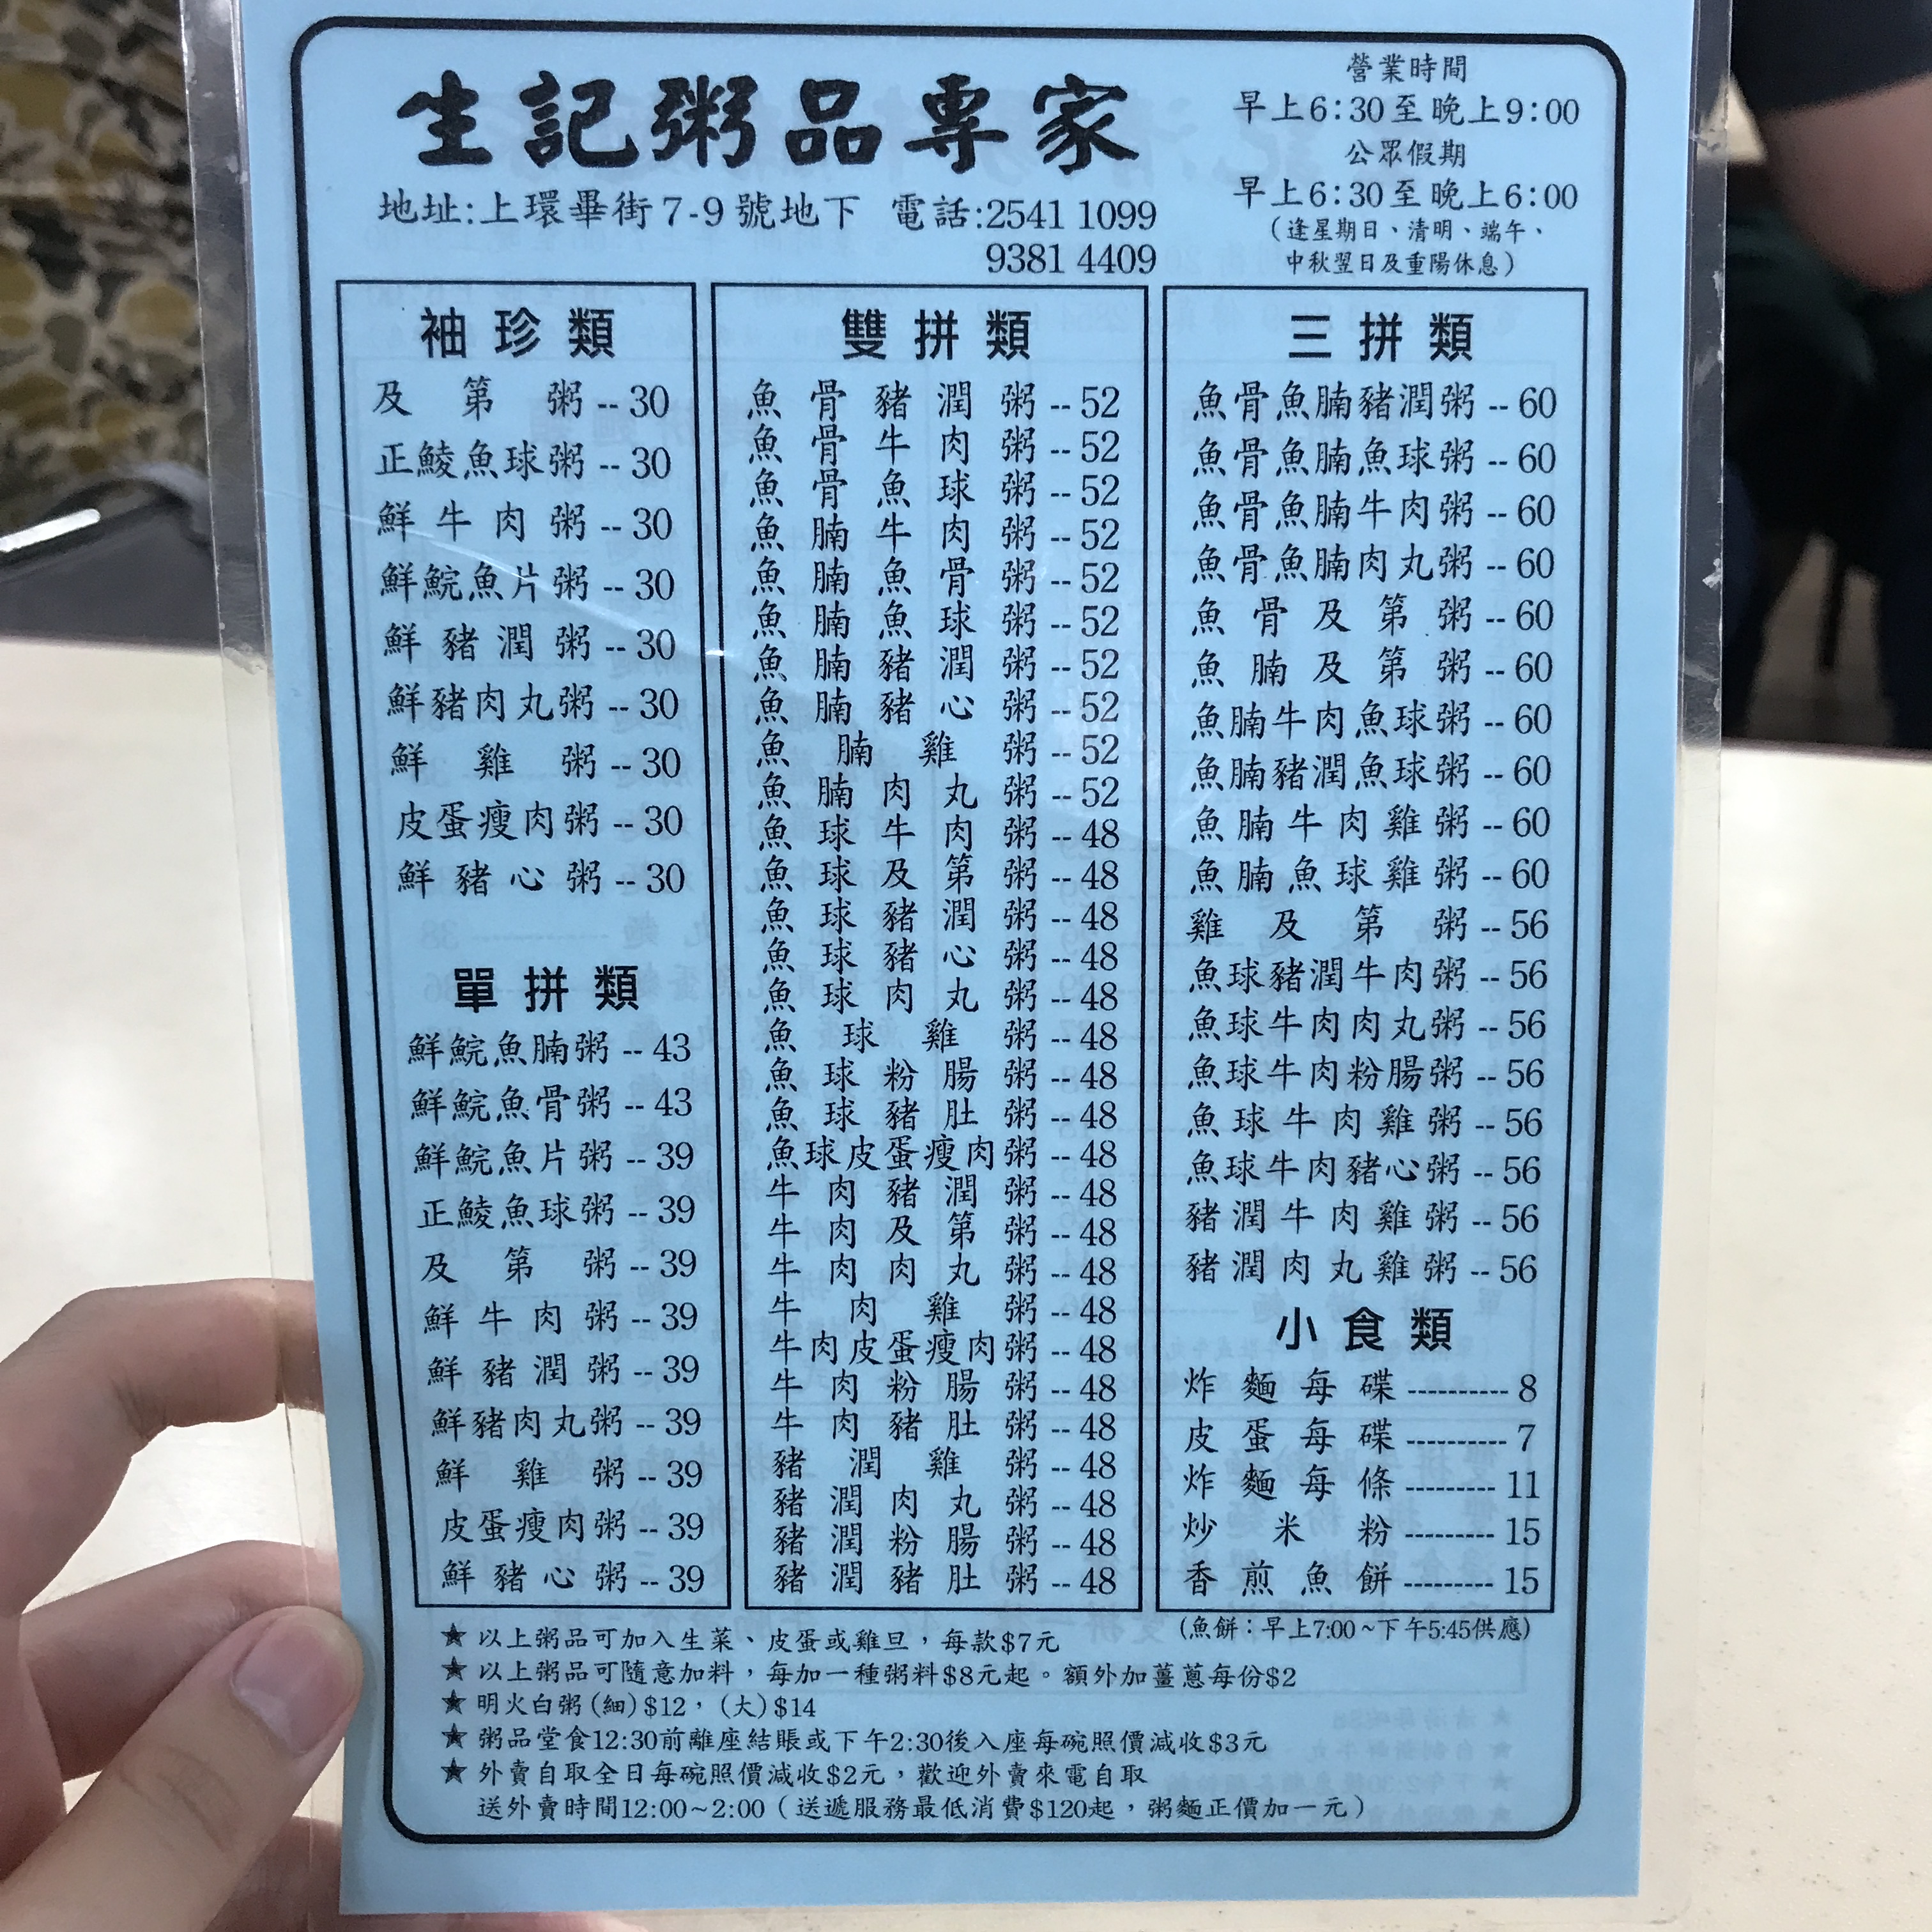 生記粥品專家
地址:上環畢街7-9號地下 電話:2541 1099
9381 4409
營業時間
早上6:30至晚上9:00
公眾假期
早上6:30至晚上6:00
(逢星期日、清明、端午、
中秋翌日及重陽休息)
袖珍類
及第粥--30
正鯪魚球粥--30
鮮牛肉粥--30
鮮鯇魚片粥--30
鮮豬潤粥--30
鮮豬肉丸粥--30
鮮雞粥--30
皮蛋瘦肉粥--30
鮮豬心粥--30
單拼類
鮮鯇魚腩粥--43
鮮鯇魚骨粥--43
鮮鯇魚片粥--39
正鯪魚球粥--39
及第粥--39
鮮牛肉粥--39
鮮豬潤粥--39
鮮豬肉丸粥--39
鮮雞粥--39
皮蛋瘦肉粥--39
鮮豬心粥--39
雙拼類
魚骨豬潤粥--52
魚骨牛肉粥--52
魚骨魚球粥--52
魚腩牛肉粥--52
魚腩魚骨粥--52
魚腩魚球粥--52
魚腩豬潤粥--52
魚腩豬心粥--52
魚腩雞粥--52
魚腩肉丸粥--52
魚球牛肉粥--48
魚球及第粥--48
魚球豬潤粥--48
魚球豬心粥--48
魚球肉丸粥--48
魚球雞粥--48
魚球粉腸粥--48
魚球豬肚粥--48
魚球皮蛋瘦肉粥--48
牛肉豬潤粥--48
牛肉及第粥--48
牛肉肉丸粥--48
牛肉雞粥--48
牛肉皮蛋瘦肉粥--48
牛肉粉腸粥--48
牛肉豬肚粥--48
豬潤雞粥--48
豬潤肉丸粥--48
豬潤粉腸粥--48
豬潤豬肚粥--48
三拼類
魚骨魚腩豬潤粥--60
魚骨魚腩魚球粥--60
魚骨魚腩牛肉粥--60
魚骨魚腩肉丸粥--60
魚骨及第粥--60
魚腩及第粥--60
魚腩牛肉魚球粥--60
魚腩豬潤魚球粥--60
魚腩牛肉雞粥--60
魚腩魚球雞粥--60
雞及第粥--56
魚球豬潤牛肉粥--56
魚球牛肉肉丸粥--56
魚球牛肉粉腸粥--56
魚球牛肉雞粥--56
魚球牛肉豬心粥--56
豬潤牛肉雞粥--56
豬潤肉丸雞粥--56
小食類
炸麵每碟----------8
皮蛋每碟----------7
炸麵每條---------11
炒米粉---------15
香煎魚餅---------15
(魚餅：早上7:00~下午5:45供應)
★ 以上粥品可加入生菜、皮蛋或雞旦，每款$7元
★ 以上粥品可隨意加料，每加一種粥料$8元起。額外加薑蔥每份$2
★ 明火白粥(細)$12，(大)$14
★ 粥品堂食12:30前離座結賬或下午2:30後入座每碗照價減收$3元
★ 外賣自取全日每碗照價減收$2元，歡迎外賣來電自取
送外賣時間12:00~2:00（送遞服務最低消費$120起，粥麵正價加一元）